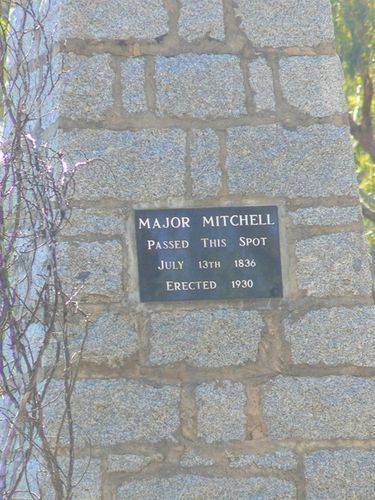 MAJOR MITCHELL
PASSED THIS SPOT
JULY 13TH 1836
ERECTED 1930